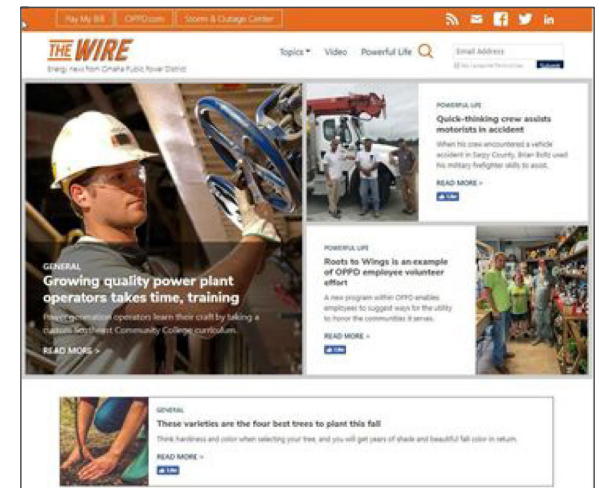 Pay My Bill
OPPD.com
Storm & Outage Center
in
THE WIRE
Energy news from Omaha Public Power District
Topics
Video
Powerful Life
Email Address
Submit
GENERAL
Growing quality power plant
operators takes time, training
Power generation operators learn their craft by taking a
custom Southeast Community College curriculum.
READ MORE >
POWERFUL LIFE
Quick-thinking crew assists
motorists in accident
When his crew encountered a vehicle
accident in Sarpy County, Brian Boltz used
his military firefighter skills to assist.
READ MORE >
Like
POWERFUL LIFE
Roots to Wings is an example
of OPPD employee volunteer
effort
A new program within OPPD enables
employees to suggest ways for the utility
to honor the communities it serves.
READ MORE >
Like
GENERAL
These varieties are the four best trees to plant this fall
Think hardiness and color when selecting your tree, and you will get years of shade and beautiful fall color in return.
READ MORE >
Like